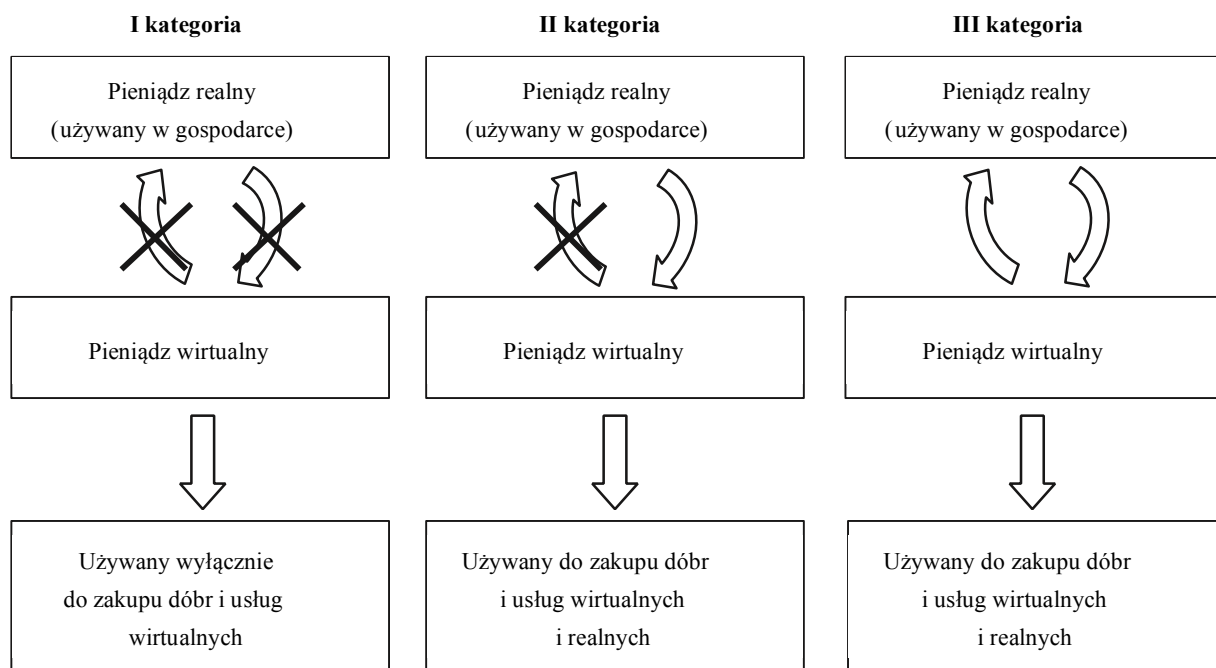 I kategoria
II kategoria
III kategoria
Pieniądz realny
(używany w gospodarce)
Pieniądz realny
(używany w gospodarce)
Pieniądz realny
(używany w gospodarce)
Pieniądz wirtualny
Pieniądz wirtualny
Pieniądz wirtualny
Używany wyłącznie
do zakupu dóbr i usług
wirtualnych
Używany do zakupu dóbr
i usług wirtualnych
i realnych
Używany do zakupu dóbr
i usług wirtualnych
i realnych